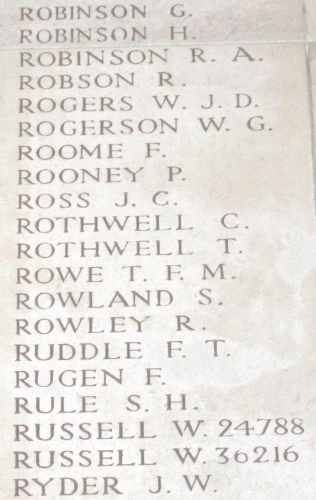 ROBINSON G.
ROBINSON H.
ROBINSON R. A.
ROBSON R.
ROGERS W. J. D.
ROGERSON W. G.
ROOME F.
ROONEY P.
ROSS J. C.
ROTHWELL C.
ROTHWELL T.
ROWE T. F. M.
ROWLAND S.
ROWLEY R.
RUDDLE F. T.
RUGEN F.
RULE S. H.
RUSSELL W. 24788
RUSSELL W. 36216
RYDER J. W.